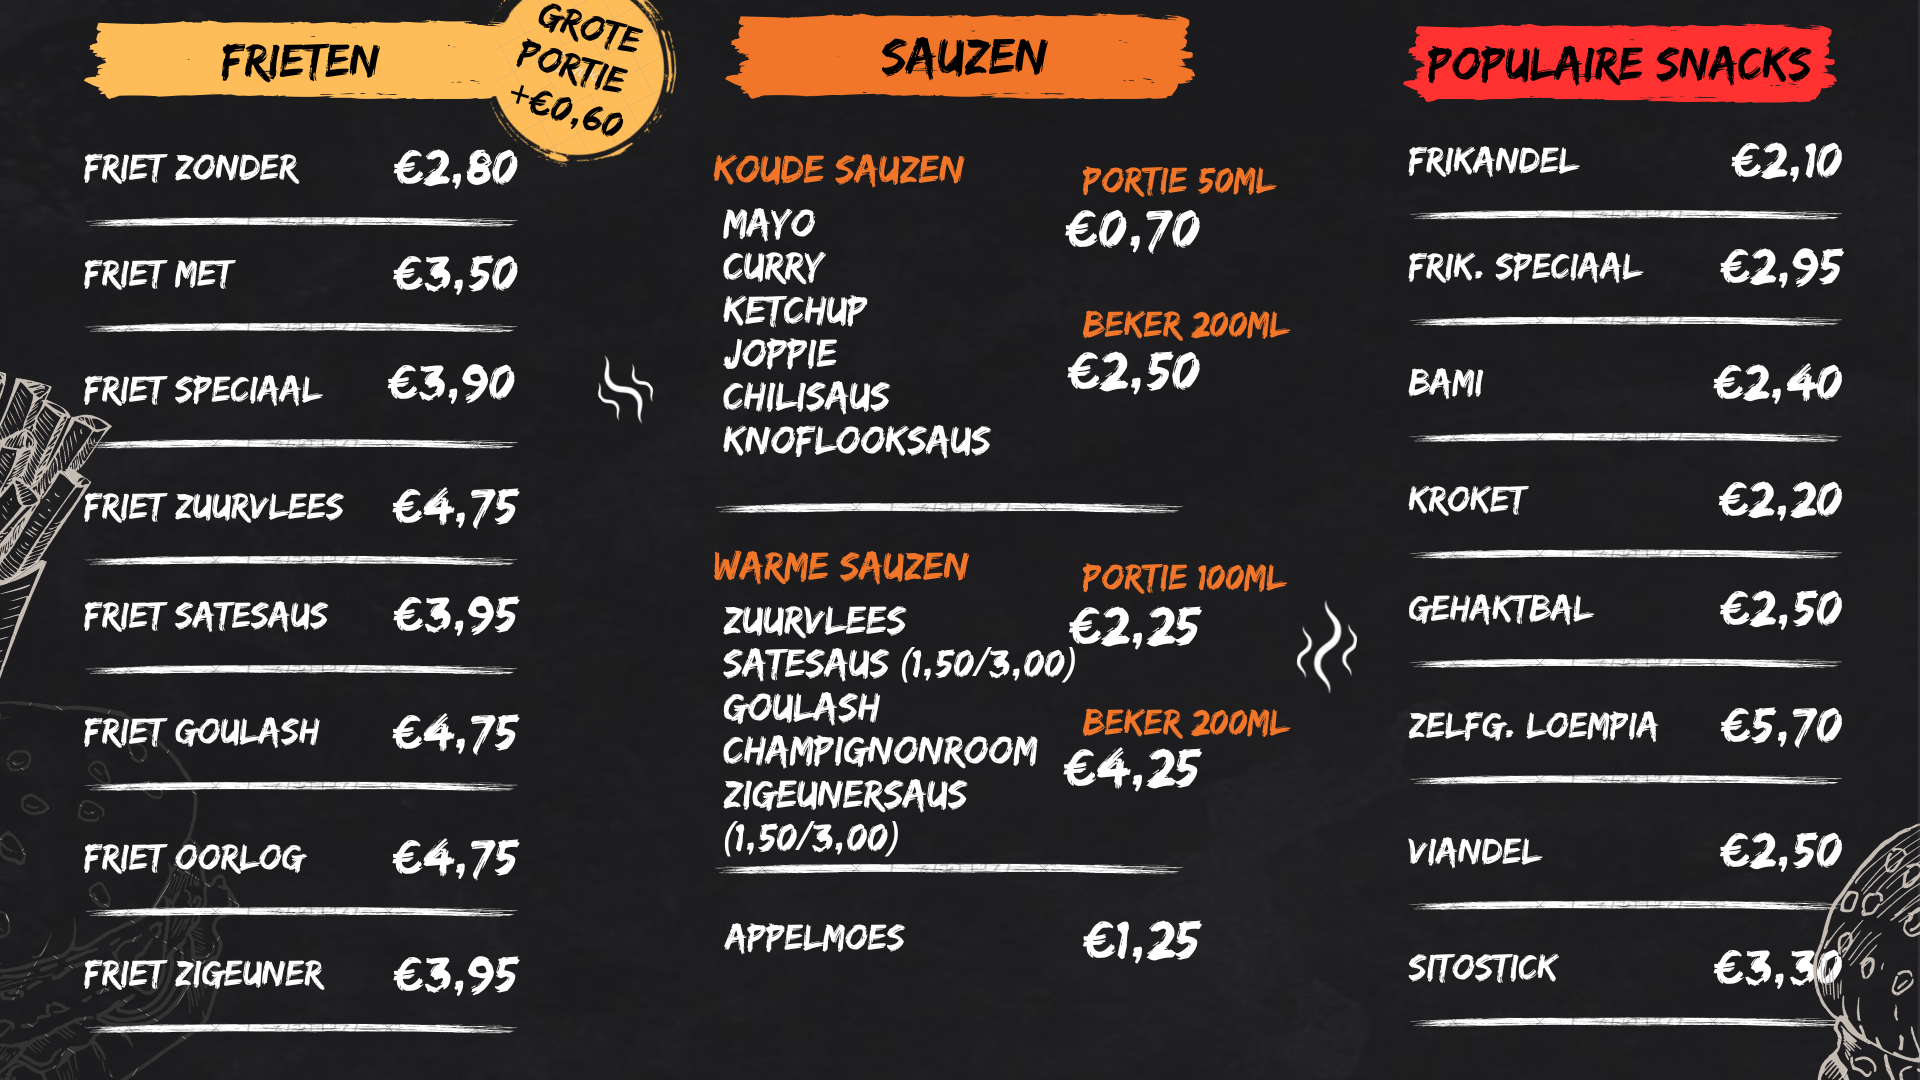 FRIETEN
GROTE
PORTIE
+€0,60
FRIET ZONDER €2,80
FRIET MET €3,50
FRIET SPECIAAL €3,90
FRIET ZUURVLEES €4,75
FRIET SATESAUS €3,95
FRIET GOULASH €4,75
FRIET OORLOG €4,75
FRIET ZIGEUNER €3,95
SAUZEN
KOUDE SAUZEN
MAYO
CURRY
KETCHUP
JOPPIE
CHILISAUS
KNOFLOOKSAUS
PORTIE 50ML
€0,70
BEKER 200ML
€2,50
WARME SAUZEN
ZUURVLEES
SATESAUS (1,50/3,00)
GOULASH
CHAMPIGNONROOM
ZIGEUNERSAUS
(1,50/3,00)
PORTIE 100ML
€2,25
BEKER 200ML
€4,25
APPELMOES €1,25
POPULAIRE SNACKS
FRIKANDEL €2,10
FRIK. SPECIAAL €2,95
BAMI €2,40
KROKET €2,20
GEHAKTBAL €2,50
ZELFG. LOEMPIA €5,70
VIANDEL €2,50
SITOSTICK €3,30